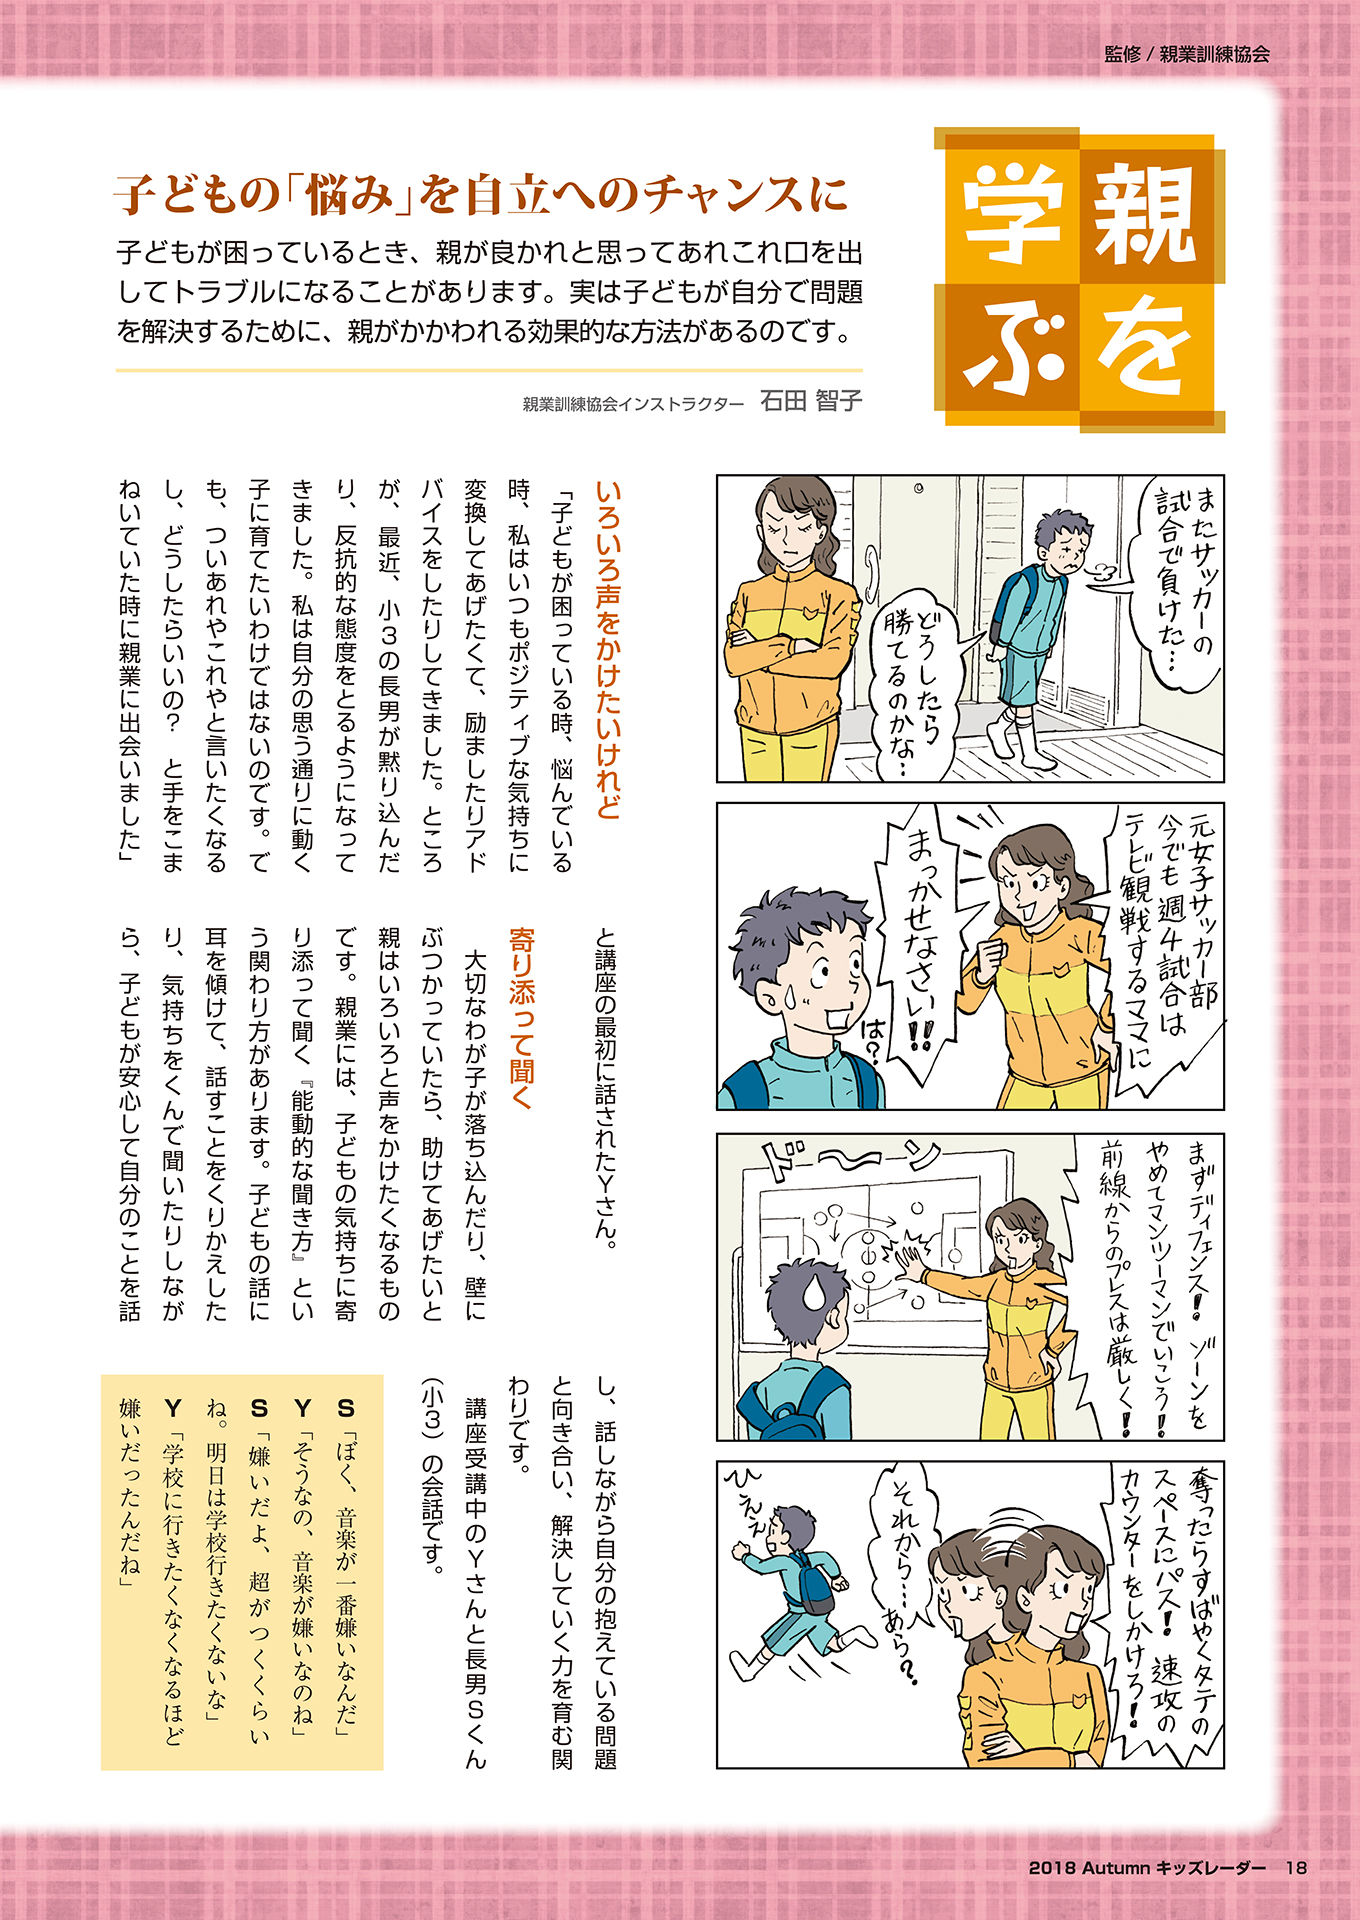 監修 / 親業訓練協会
親を
学ぶ
子どもの「悩み」を自立へのチャンスに
子どもが困っているとき、親が良かれと思ってあれこれ口を出
してトラブルになることがあります。実は子どもが自分で問題
を解決するために、親がかかわれる効果的な方法があるのです。
親業訓練協会インストラクター 石田 智子
またサッカーの
試合で負けた…
どうしたら
勝てるのかな…
元女子サッカー部
今でも週4試合は
テレビ観戦するママに
まっかせなさい!!
は?
まずディフェンス! ゾーンを
やめてマンツーマンでいこう!!
前線からのプレスは厳しく!
ド〜ン
奪ったらすばやくタテの
スペースにパス! 速攻の
カウンターをしかけろ!
それから…
あら?
ひえぇ
いろいろ声をかけたいけれど
「子どもが困っている時、悩んでいる
時、私はいつもポジティブな気持ちに
変換してあげたくて、励ましたりアド
バイスをしたりしてきました。ところ
が、最近、小3の長男が黙り込んだ
り、反抗的な態度をとるようになって
きました。私は自分の思う通りに動く
子に育てたいわけではないのです。で
も、ついあれやこれやと言いたくなる
し、どうしたらいいの? と手をこま
ねいていた時に親業に出会いました」
と講座の最初に話されたYさん。
寄り添って聞く
大切なわが子が落ち込んだり、壁に
ぶつかっていたら、助けてあげたいと
親はいろいろと声をかけたくなるもの
です。親業には、子どもの気持ちに寄
り添って聞く『能動的な聞き方』とい
う関わり方があります。子どもの話に
耳を傾けて、話すことをくりかえした
り、気持ちをくんで聞いたりしなが
ら、子どもが安心して自分のことを話
し、話しながら自分の抱えている問題
と向き合い、解決していく力を育む関
わりです。
講座受講中のYさんと長男Sくん
(小3)の会話です。
S「ぼく、音楽が一番嫌いなんだ」
Y「そうなの、音楽が嫌いなのね」
S「嫌いだよ、超がつくくらい
ね。明日は学校行きたくないな」
Y「学校に行きたくなくなるほど
嫌いだったんだね」
2018 Autumn キッズレーダー 18